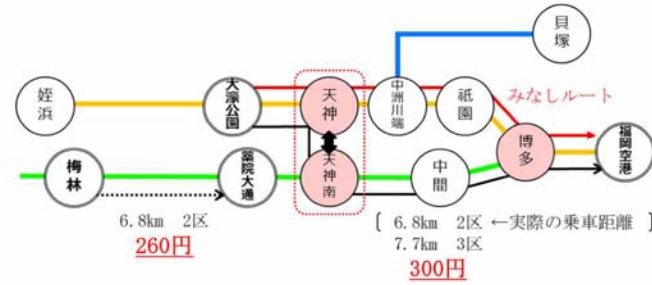 貝塚
みなしルート
姪浜
大濠公園
天神
中洲川端
祇園
博多
福岡空港
梅林
薬院大通
天神南
中間
6.8km 2区
260円
〔 6.8km 2区 ←実際の乗車距離 〕
7.7km 3区
300円